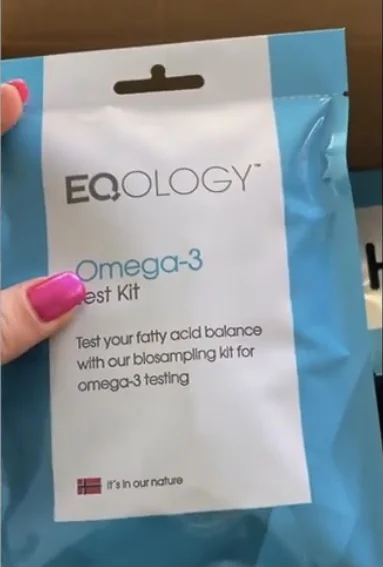 EQOLOGY™
Omega-3
est Kit
Test your fatty acid balance
with our biosampling kit for
omega-3 testing
it's in our nature